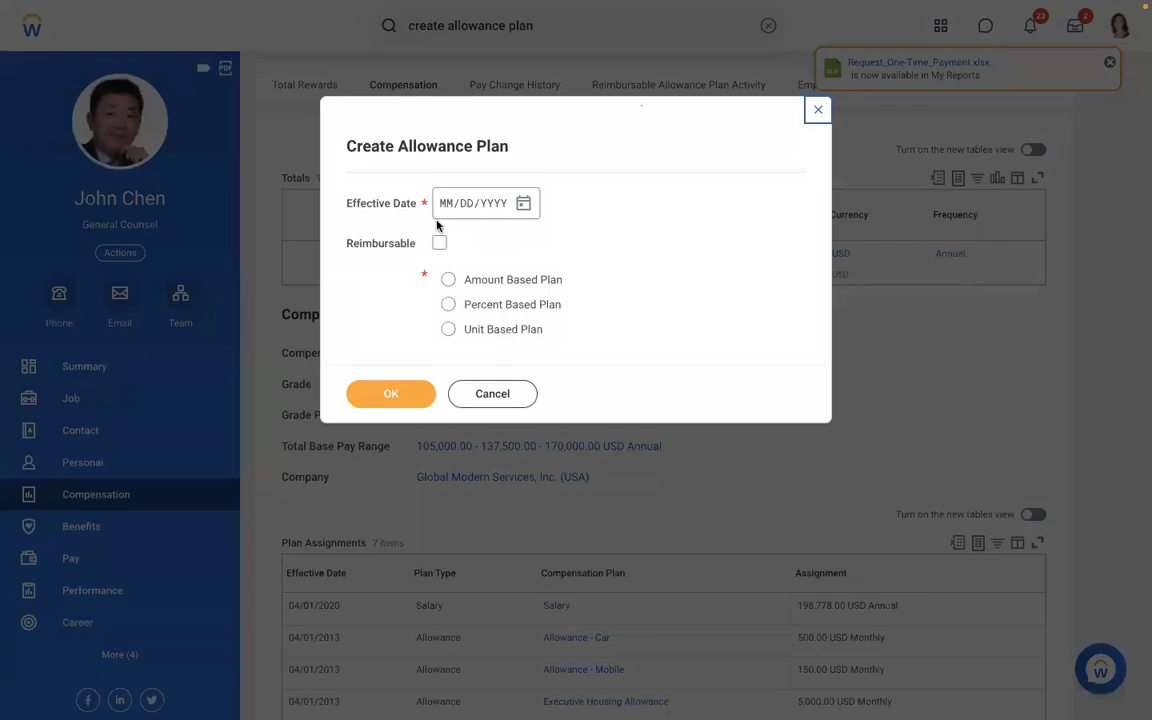 create allowance plan
23
2
Request_One-Time_Payment.xlsx.
is now available in My Reports
PDF
John Chen
General Counsel
Actions
Phone
Email
Team
Summary
Job
Contact
Personal
Compensation
Benefits
Pay
Performance
Career
More (4)
Total Rewards
Compensation
Pay Change History
Reimbursable Allowance Plan Activity
Turn on the new tables view
Totals
Frequency
USD
Annual
USD
Create Allowance Plan
Effective Date *
MM/DD/YYYY
Reimbursable
*
Amount Based Plan
Percent Based Plan
Unit Based Plan
OK
Cancel
Grade
Total Base Pay Range
105,000.00 - 137,500.00 - 170,000.00 USD Annual
Company
Global Modern Services, Inc. (USA)
Turn on the new tables view
Plan Assignments 7 items
Effective Date Plan Type Compensation Plan Assignment
04/01/2020 Salary Salary 198,778.00 USD Annual
04/01/2013 Allowance Allowance - Car 500.00 USD Monthly
04/01/2013 Allowance Allowance - Mobile 150.00 USD Monthly
04/01/2013 Allowance Executive Housing Allowance 5,000.00 USD Monthly